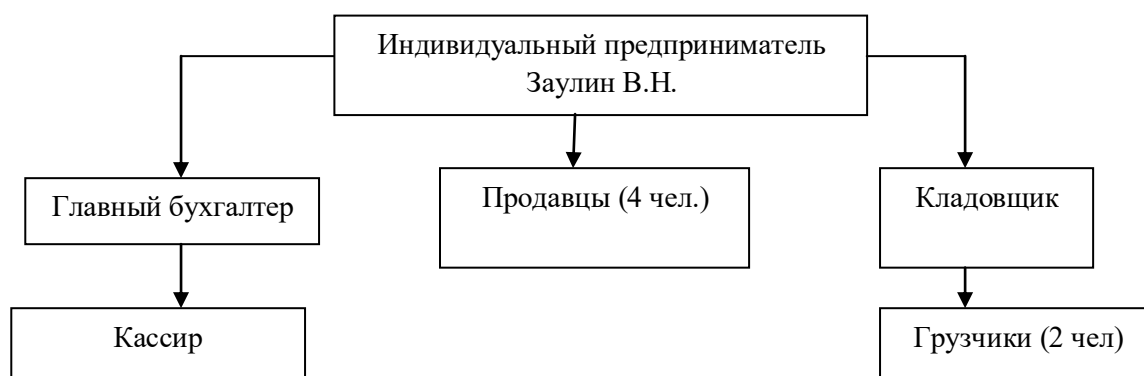 Индивидуальный предприниматель
Заулин В.Н.
Главный бухгалтер
Продавцы (4 чел.)
Кладовщик
Кассир
Грузчики (2 чел)